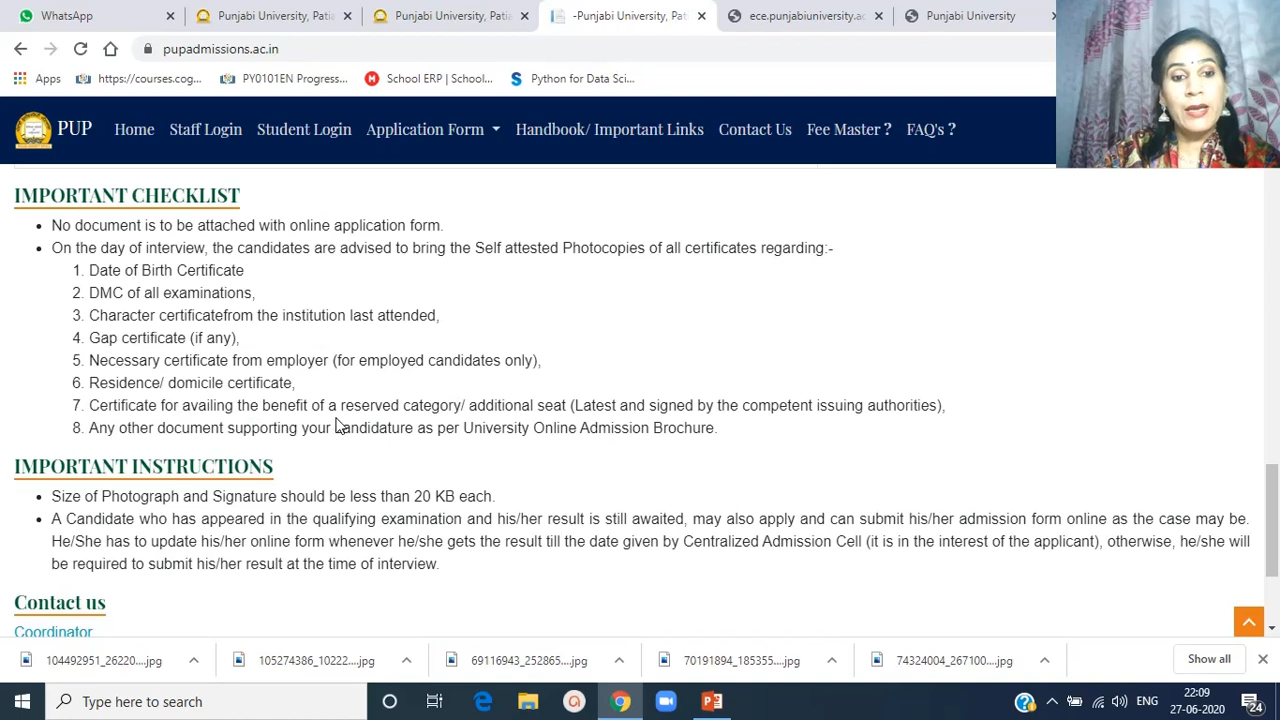 WhatsApp
Punjabi University, Patia
Punjabi University, Patia
-Punjabi University, Pati
ece.punjabiuniversity.ac
Punjabi University
pupadmissions.ac.in
Apps
https://courses.cog...
PY0101EN Progress...
School ERP | School...
Python for Data Sci...
PUP Home Staff Login Student Login Application Form Handbook/ Important Links Contact Us Fee Master ? FAQ's ?
IMPORTANT CHECKLIST
No document is to be attached with online application form.
On the day of interview, the candidates are advised to bring the Self attested Photocopies of all certificates regarding:-
1. Date of Birth Certificate
2. DMC of all examinations,
3. Character certificatefrom the institution last attended,
4. Gap certificate (if any),
5. Necessary certificate from employer (for employed candidates only),
6. Residence/ domicile certificate,
7. Certificate for availing the benefit of a reserved category/ additional seat (Latest and signed by the competent issuing authorities),
8. Any other document supporting your candidature as per University Online Admission Brochure.
IMPORTANT INSTRUCTIONS
Size of Photograph and Signature should be less than 20 KB each.
A Candidate who has appeared in the qualifying examination and his/her result is still awaited, may also apply and can submit his/her admission form online as the case may be.
He/She has to update his/her online form whenever he/she gets the result till the date given by Centralized Admission Cell (it is in the interest of the applicant), otherwise, he/she will
be required to submit his/her result at the time of interview.
Contact us
Coordinator
104492951_26220....jpg
105274386_10222....jpg
69116943_252865....jpg
70191894_185355....jpg
74324004_267100....jpg
Show all
Type here to search
ENG
22:09
27-06-2020
24